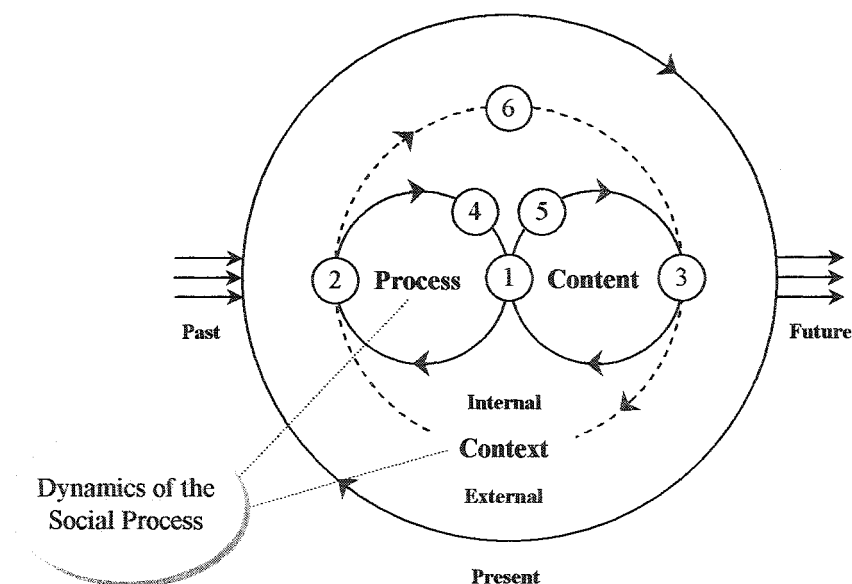 6
4
5
2
Process
1
Content
3
Past
Future
Internal
Context
External
Dynamics of the
Social Process
Present